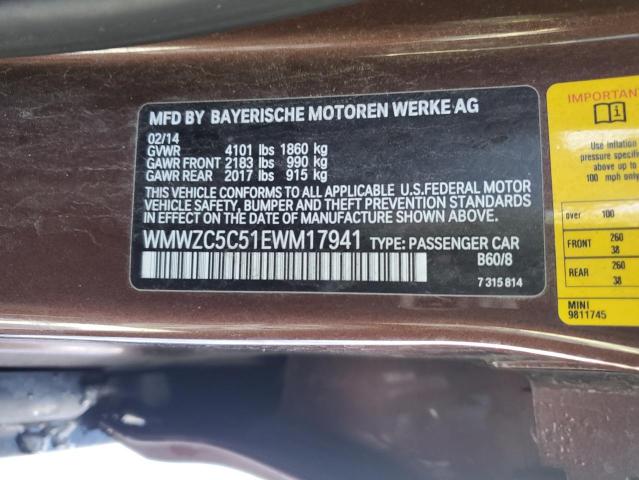 MFD BY BAYERISCHE MOTOREN WERKE AG
02/14
GVWR 4101 lbs 1860 kg
GAWR FRONT 2183 lbs 990 kg
GAWR REAR 2017 lbs 915 kg
THIS VEHICLE CONFORMS TO ALL APPLICABLE U.S.FEDERAL MOTOR
VEHICLE SAFETY, BUMPER AND THEFT PREVENTION STANDARDS
IN EFFECT ON THE DATE OF MANUFACTURE SHOWN ABOVE.
WMWZC5C51EWM17941 TYPE: PASSENGER CAR
B60/8
7 315 814
IMPORTANT
Use inflation
pressure specifi
above up to
100 mph only
over 100
FRONT 260
38
REAR 260
38
MINI
9811745